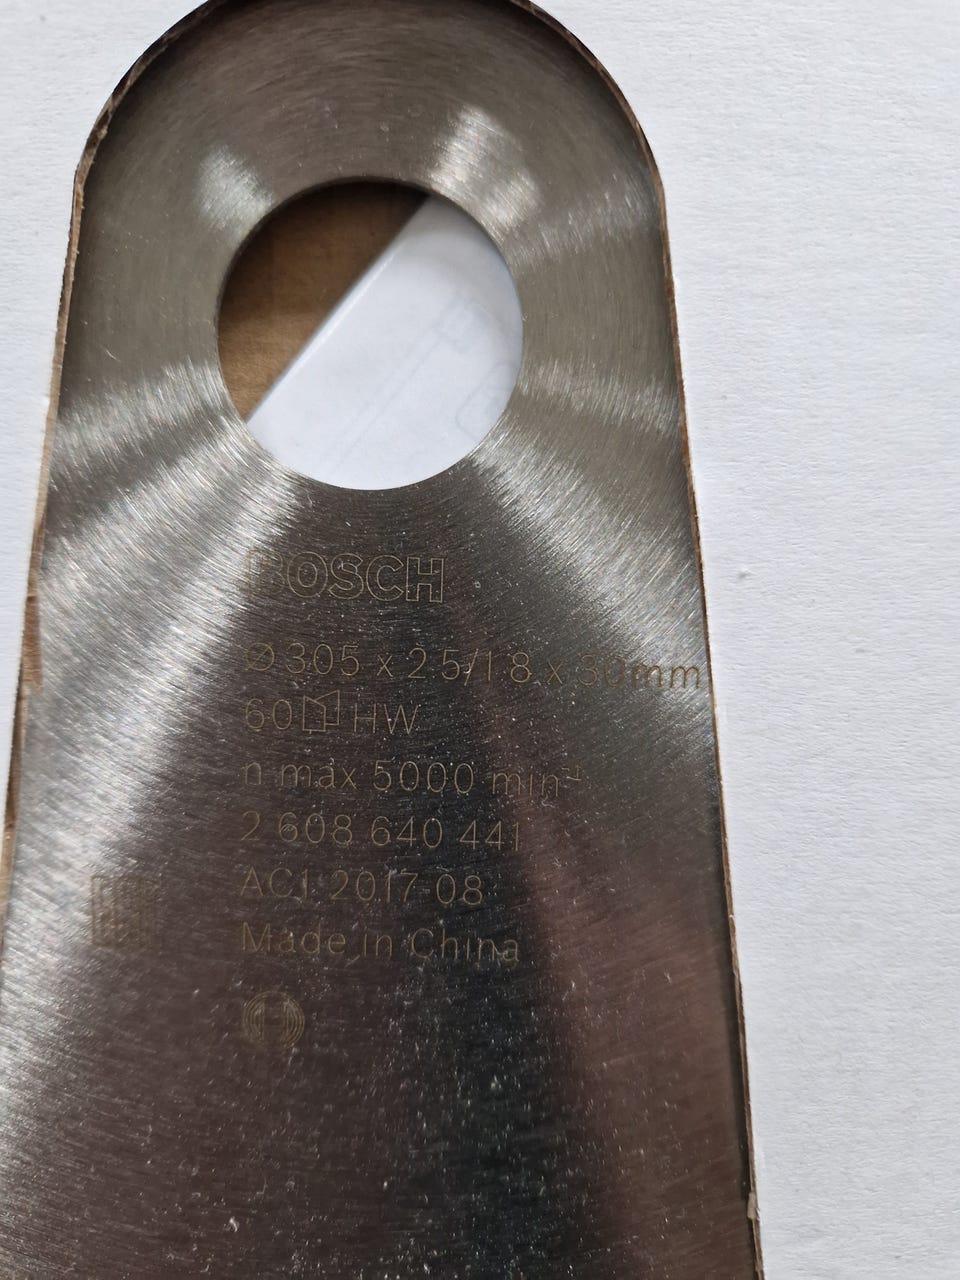 BOSCH
Ø 305 x 2.5/1.8 x 30mm
60 HW
n max 5000 min⁻¹
2 608 640 441
AC1 2017 08
Made in China